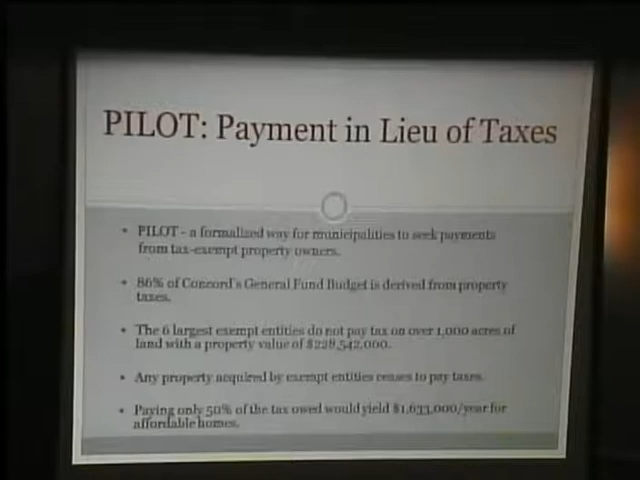 PILOT: Payment in Lieu of Taxes
PILOT - a formalized way for municipalities to seek payments
from tax-exempt property owners.
86% of Concord's General Fund Budget is derived from property
taxes.
The 6 largest exempt entities do not pay tax on over 1,000 acres of
land with a property value of $228,542,000.
Any property acquired by exempt entities ceases to pay taxes.
Paying only 50% of the tax owed would yield $1,633,000/year for
affordable homes.